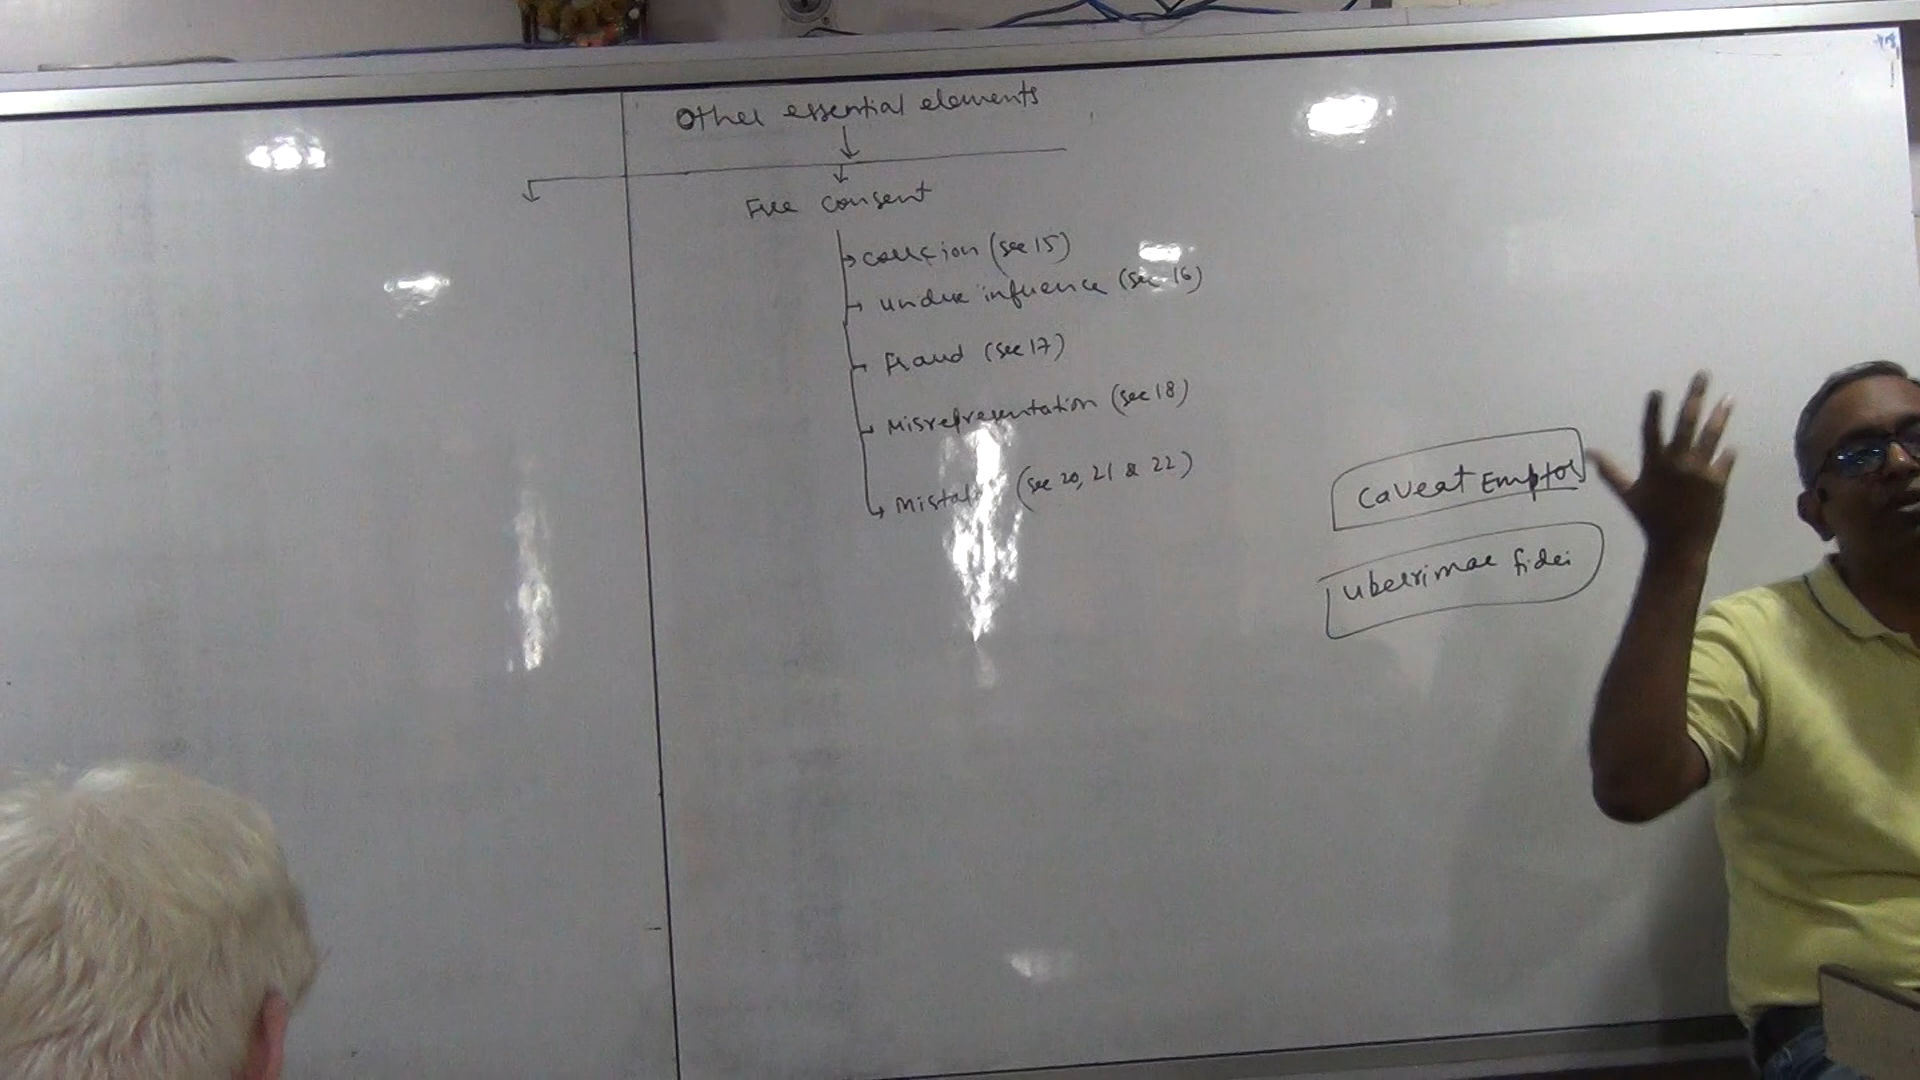 Other essential elements
Free consent
coercion (sec 15)
undue influence (sec 16)
fraud (sec 17)
Misrepresentation (sec 18)
(sec 20, 21 & 22)
Caveat Emptor
uberrimae fidei